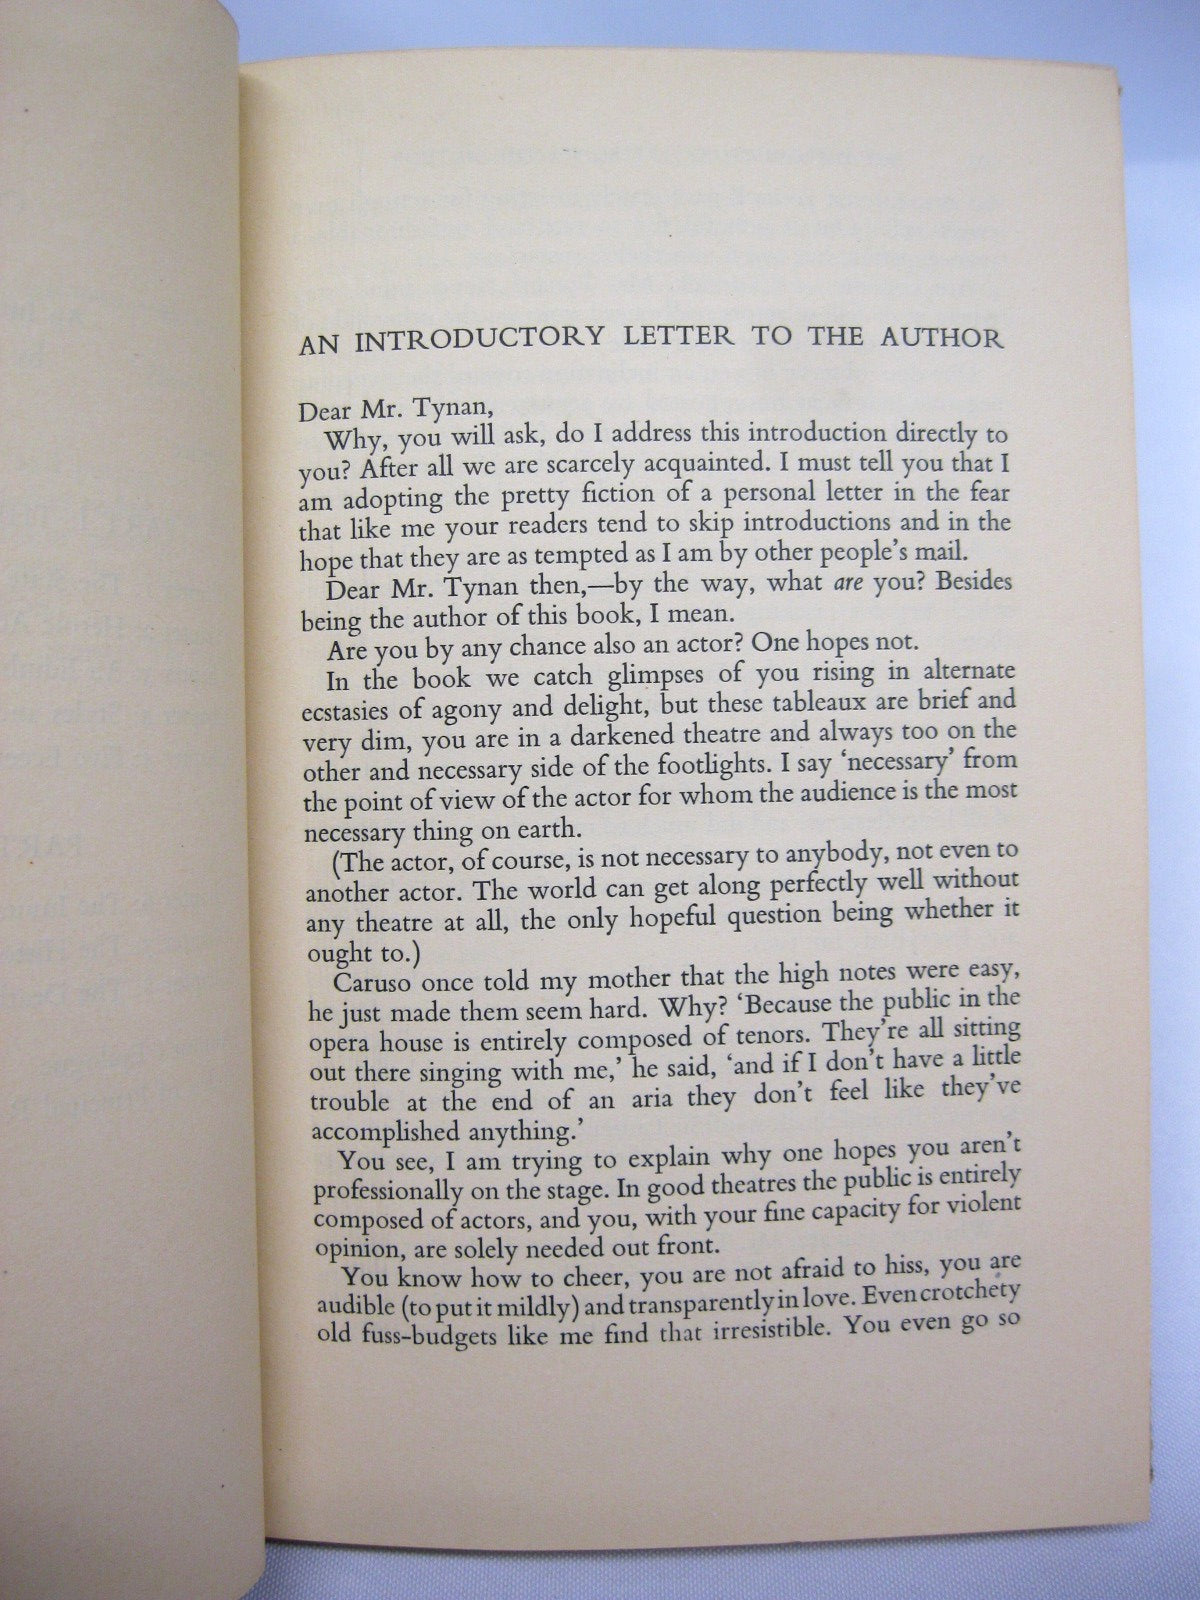 AN INTRODUCTORY LETTER TO THE AUTHOR
Dear Mr. Tynan,
Why, you will ask, do I address this introduction directly to
you? After all we are scarcely acquainted. I must tell you that I
am adopting the pretty fiction of a personal letter in the fear
that like me your readers tend to skip introductions and in the
hope that they are as tempted as I am by other people's mail.
Dear Mr. Tynan then,—by the way, what are you? Besides
being the author of this book, I mean.
Are you by any chance also an actor? One hopes not.
In the book we catch glimpses of you rising in alternate
ecstasies of agony and delight, but these tableaux are brief and
very dim, you are in a darkened theatre and always too on the
other and necessary side of the footlights. I say 'necessary' from
the point of view of the actor for whom the audience is the most
necessary thing on earth.
(The actor, of course, is not necessary to anybody, not even to
another actor. The world can get along perfectly well without
any theatre at all, the only hopeful question being whether it
ought to.)
Caruso once told my mother that the high notes were easy,
he just made them seem hard. Why? 'Because the public in the
opera house is entirely composed of tenors. They're all sitting
out there singing with me,' he said, 'and if I don't have a little
trouble at the end of an aria they don't feel like they've
accomplished anything.'
You see, I am trying to explain why one hopes you aren't
professionally on the stage. In good theatres the public is entirely
composed of actors, and you, with your fine capacity for violent
opinion, are solely needed out front.
You know how to cheer, you are not afraid to hiss, you are
audible (to put it mildly) and transparently in love. Even crotchety
old fuss-budgets like me find that irresistible. You even go so